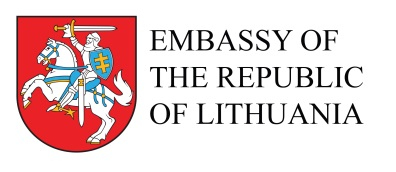 EMBASSY OF
THE REPUBLIC
OF LITHUANIA